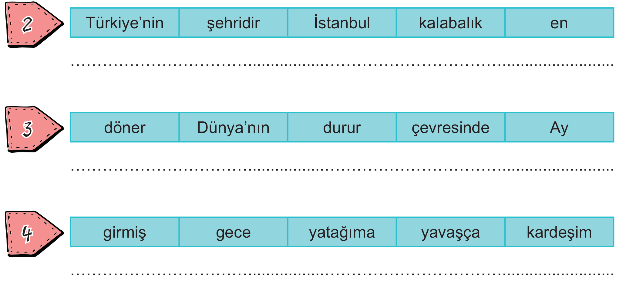 2 Türkiye'nin şehridir İstanbul kalabalık en
................................................................................
3 döner Dünya'nın durur çevresinde Ay
................................................................................
4 girmiş gece yatağıma yavaşça kardeşim
................................................................................